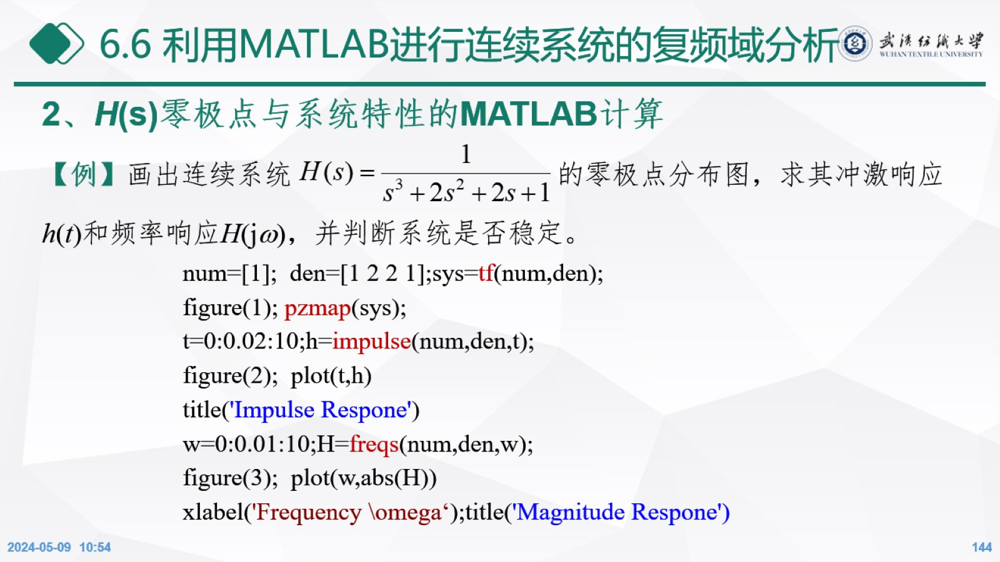 6.6 利用MATLAB进行连续系统的复频域分析
武汉纺织大学
WUHAN TEXTILE UNIVERSITY
2、H(s)零极点与系统特性的MATLAB计算
【例】画出连续系统 H(s) = 1 / (s³ + 2s² + 2s + 1) 的零极点分布图，求其冲激响应
h(t)和频率响应H(jω)，并判断系统是否稳定。
num=[1];  den=[1 2 2 1];sys=tf(num,den);
figure(1); pzmap(sys);
t=0:0.02:10;h=impulse(num,den,t);
figure(2);  plot(t,h)
title('Impulse Respone')
w=0:0.01:10;H=freqs(num,den,w);
figure(3);  plot(w,abs(H))
xlabel('Frequency \omega‘);title('Magnitude Respone')
2024-05-09 10:54
144